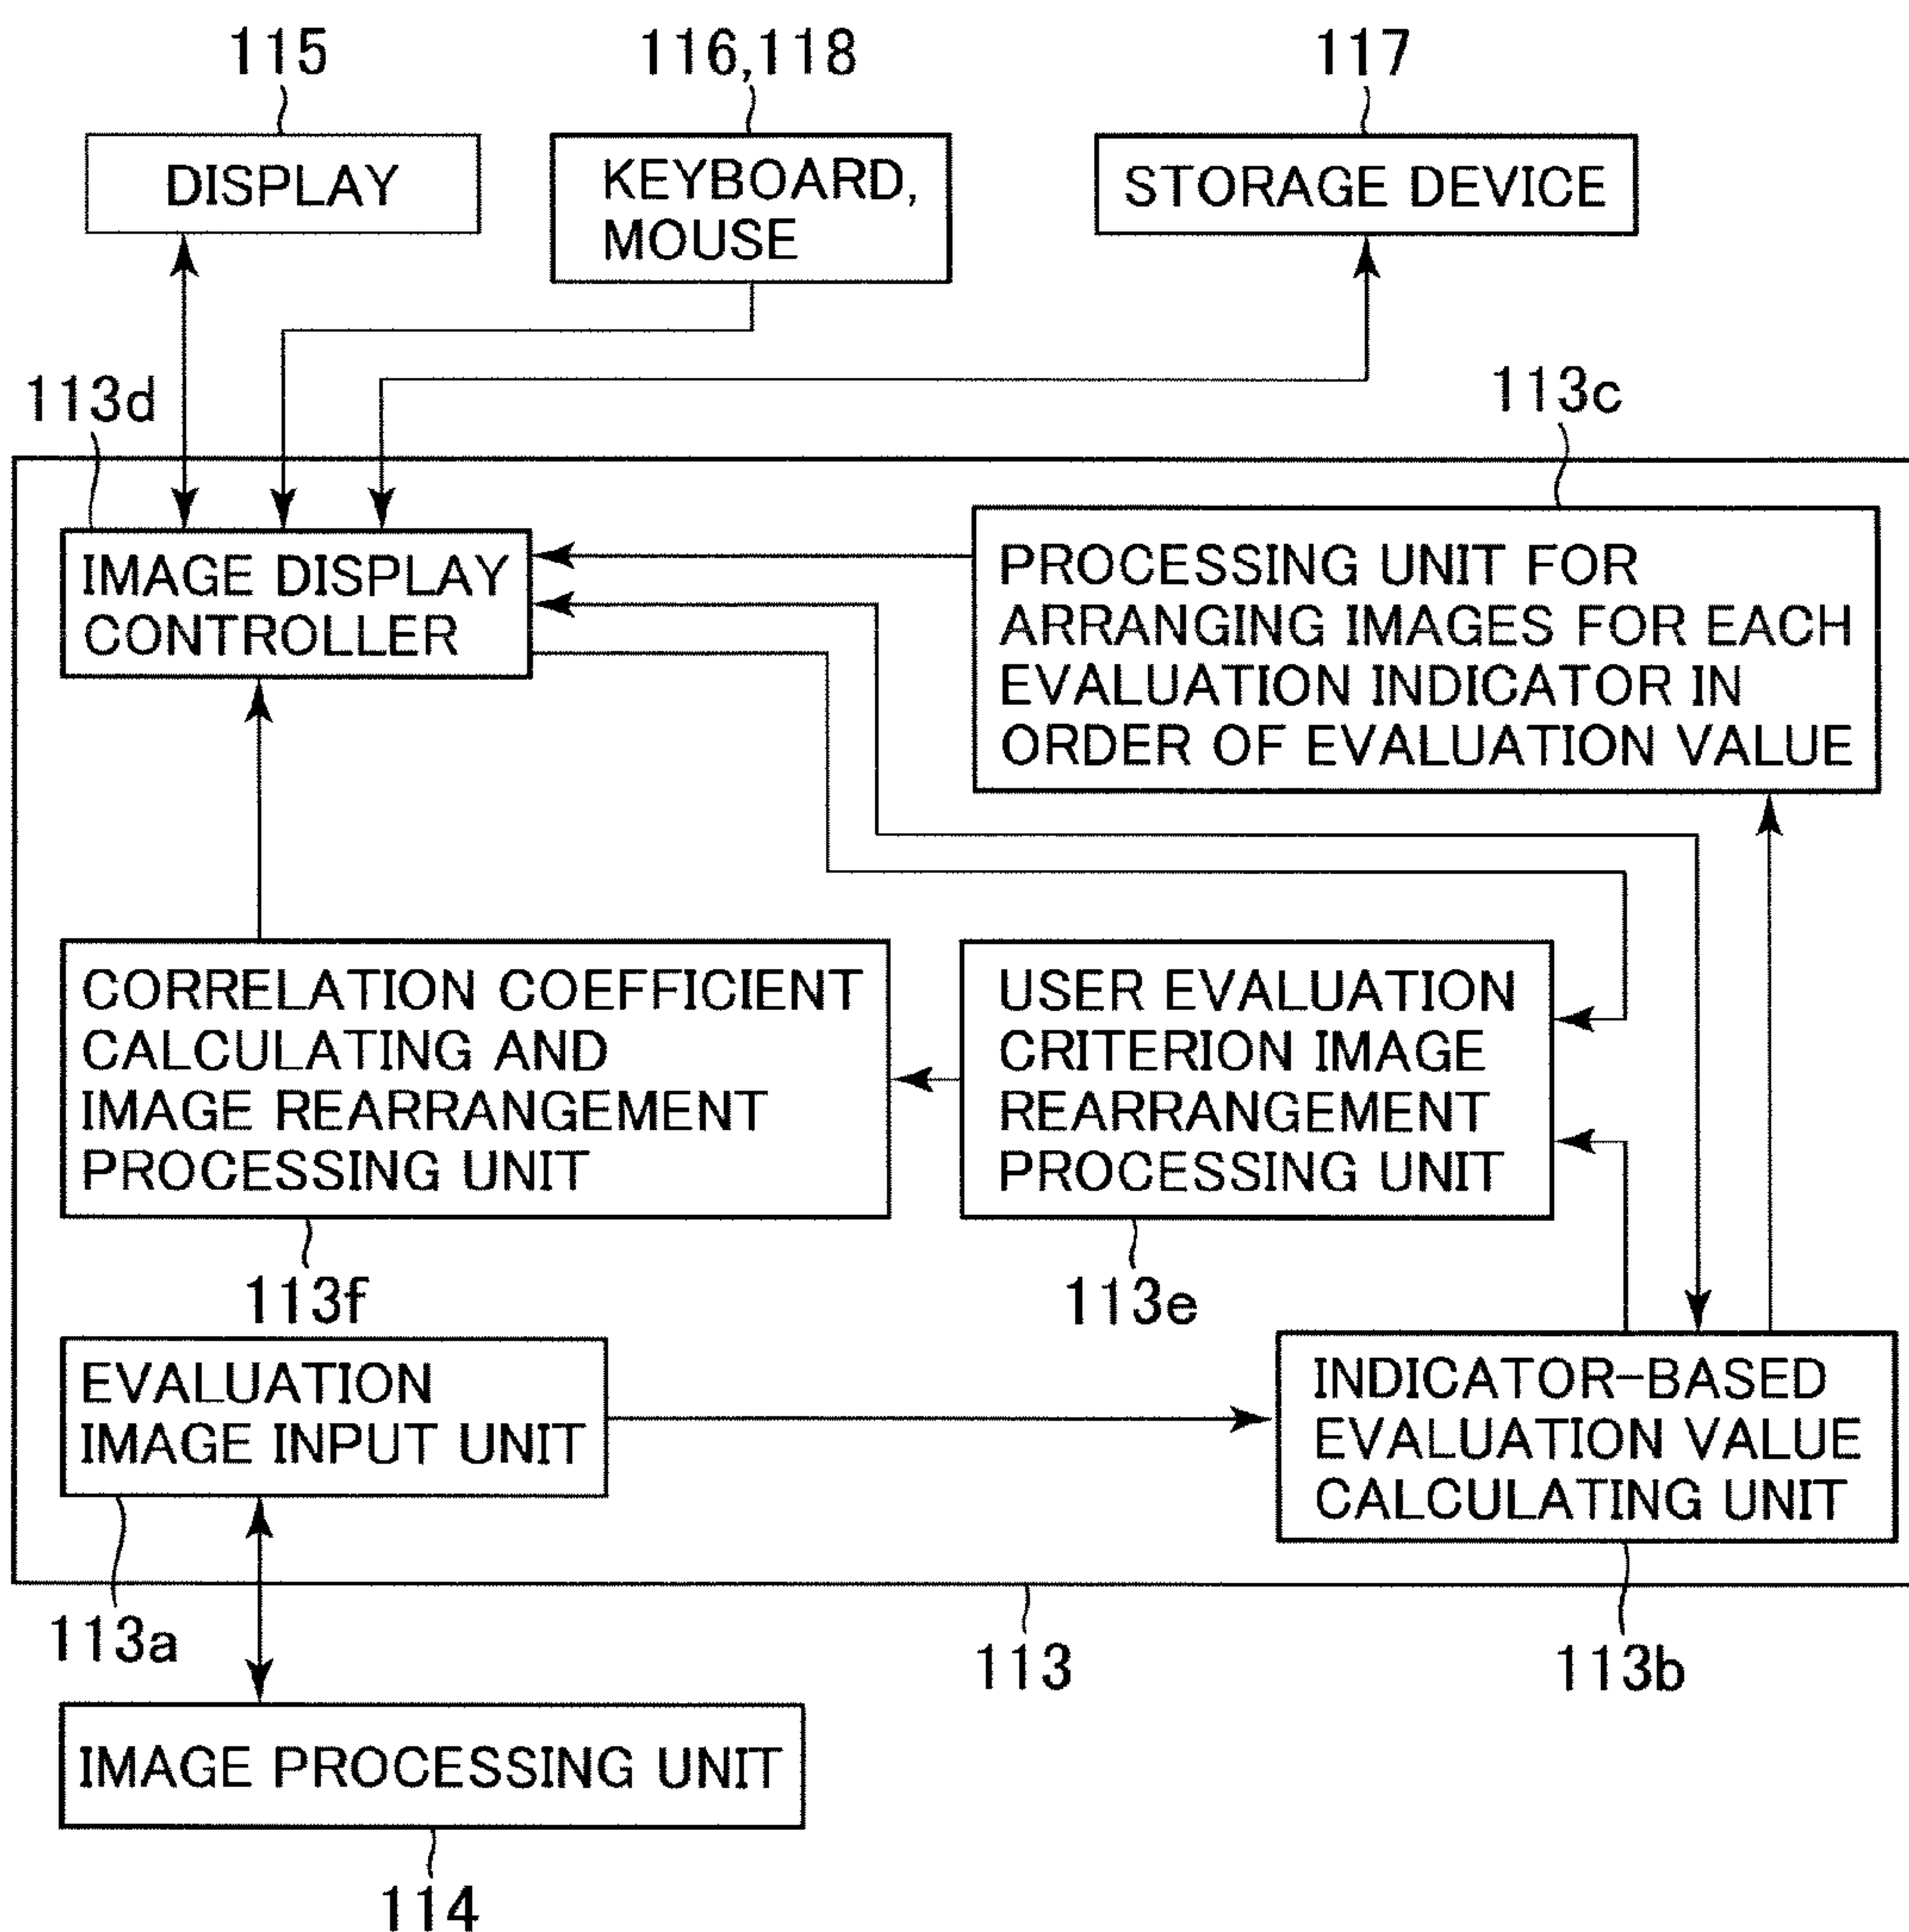 115
116,118
117
DISPLAY
KEYBOARD,
MOUSE
STORAGE DEVICE
113d
113c
IMAGE DISPLAY
CONTROLLER
PROCESSING UNIT FOR
ARRANGING IMAGES FOR EACH
EVALUATION INDICATOR IN
ORDER OF EVALUATION VALUE
CORRELATION COEFFICIENT
CALCULATING AND
IMAGE REARRANGEMENT
PROCESSING UNIT
USER EVALUATION
CRITERION IMAGE
REARRANGEMENT
PROCESSING UNIT
113f
113e
EVALUATION
IMAGE INPUT UNIT
INDICATOR-BASED
EVALUATION VALUE
CALCULATING UNIT
113a
113
113b
IMAGE PROCESSING UNIT
114